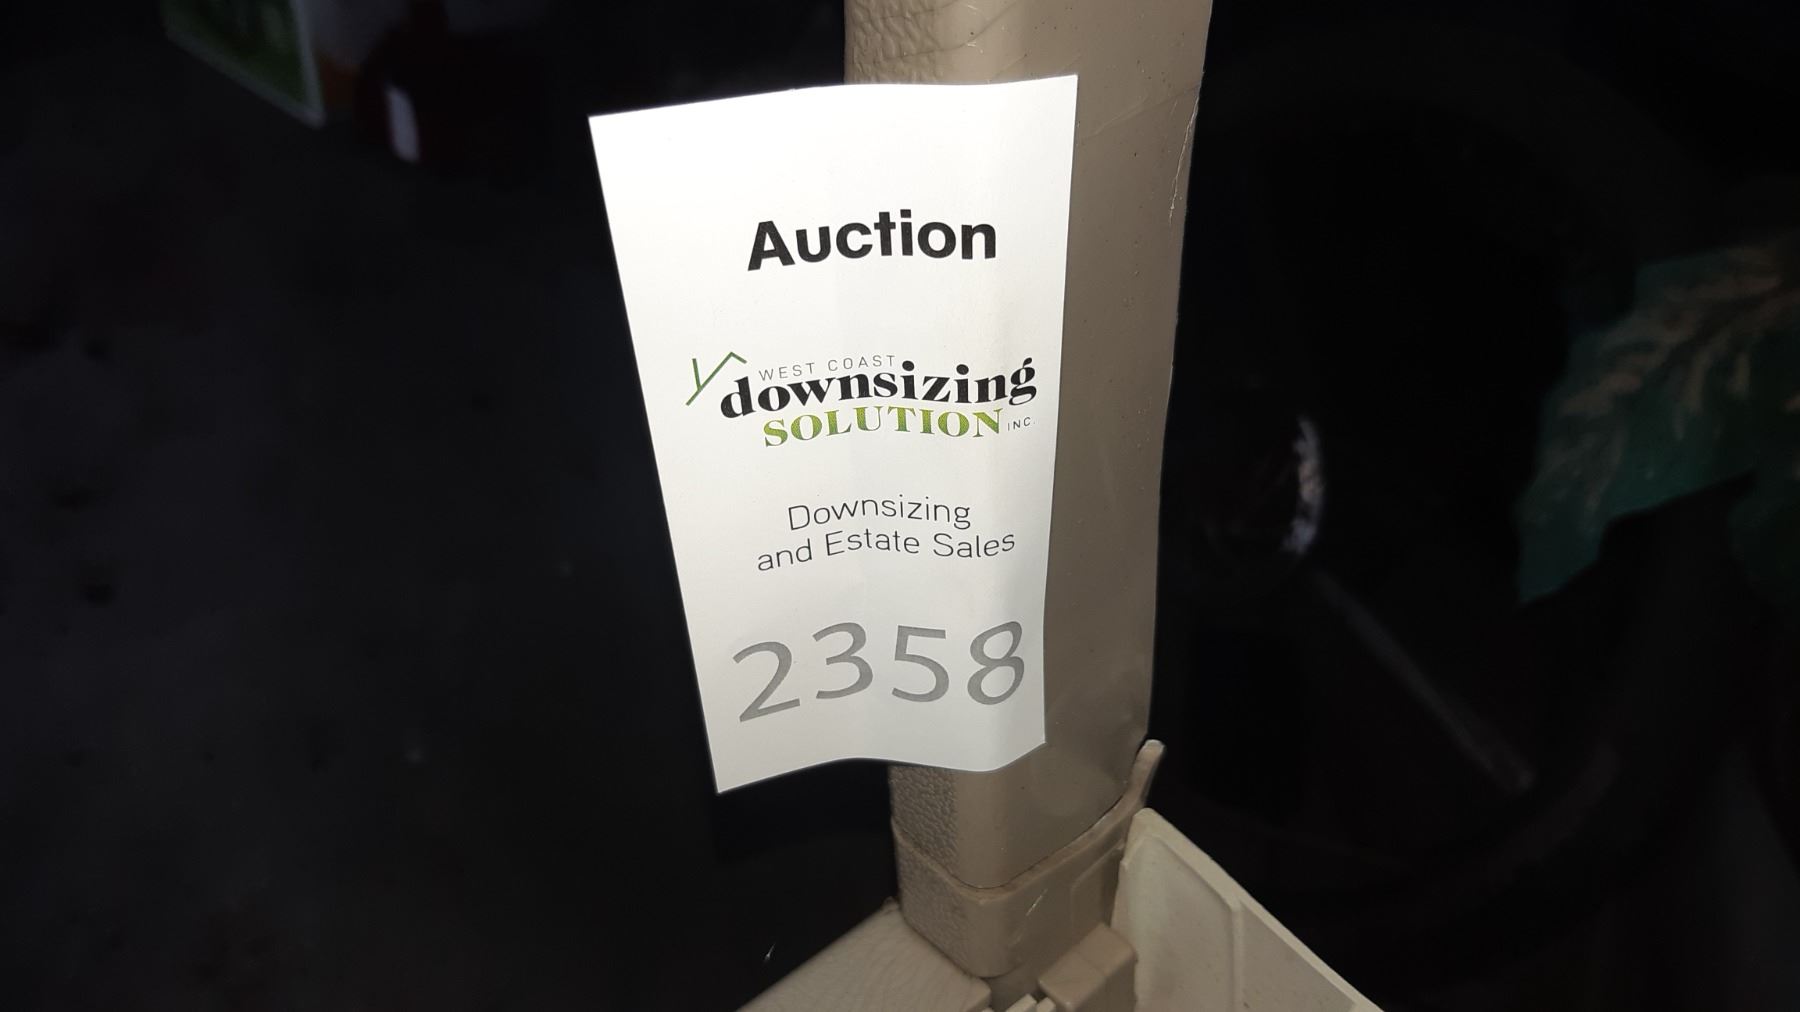 Auction
WEST COAST
downsizing
SOLUTION INC.
Downsizing
and Estate Sales
2358